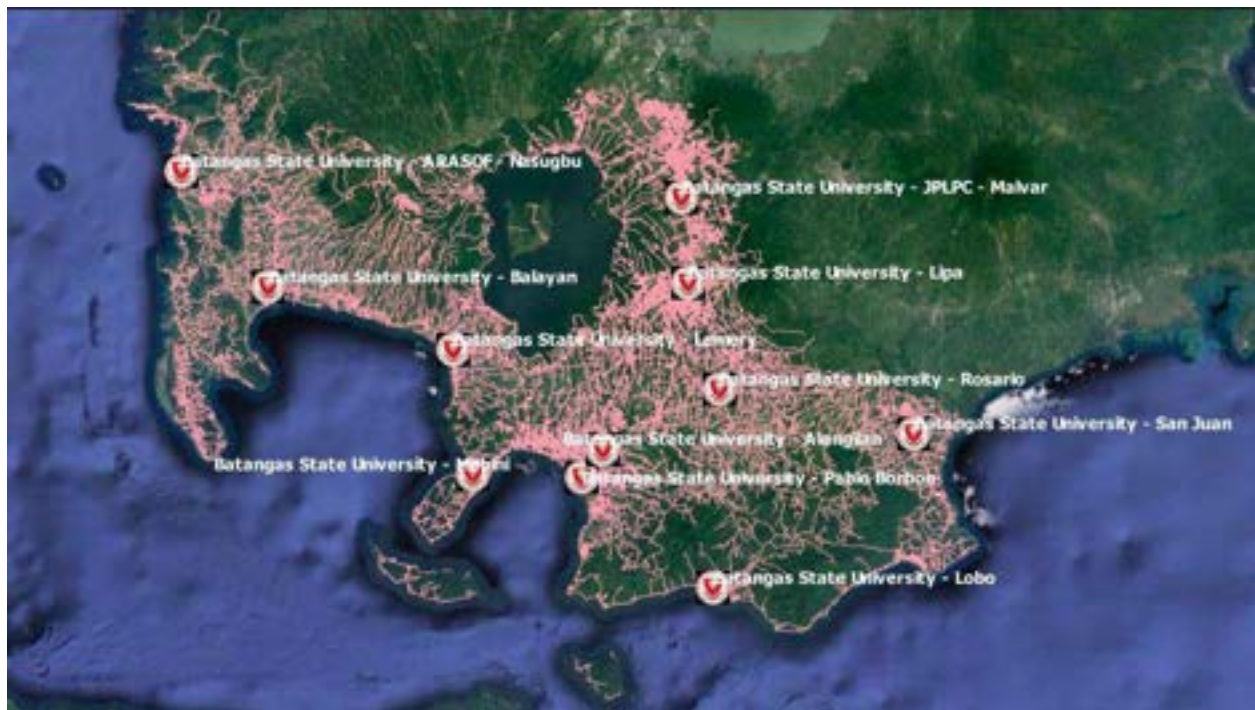 Batangas State University - ARASOF - Nasugbu
Batangas State University - JPLPC - Malvar
Batangas State University - Lipa
Batangas State University - Balayan
Batangas State University - Lemery
Batangas State University - Rosario
Batangas State University - San Juan
Batangas State University - Alangilan
Batangas State University - Mabini
Batangas State University - Pablo Borbon
Batangas State University - Lobo